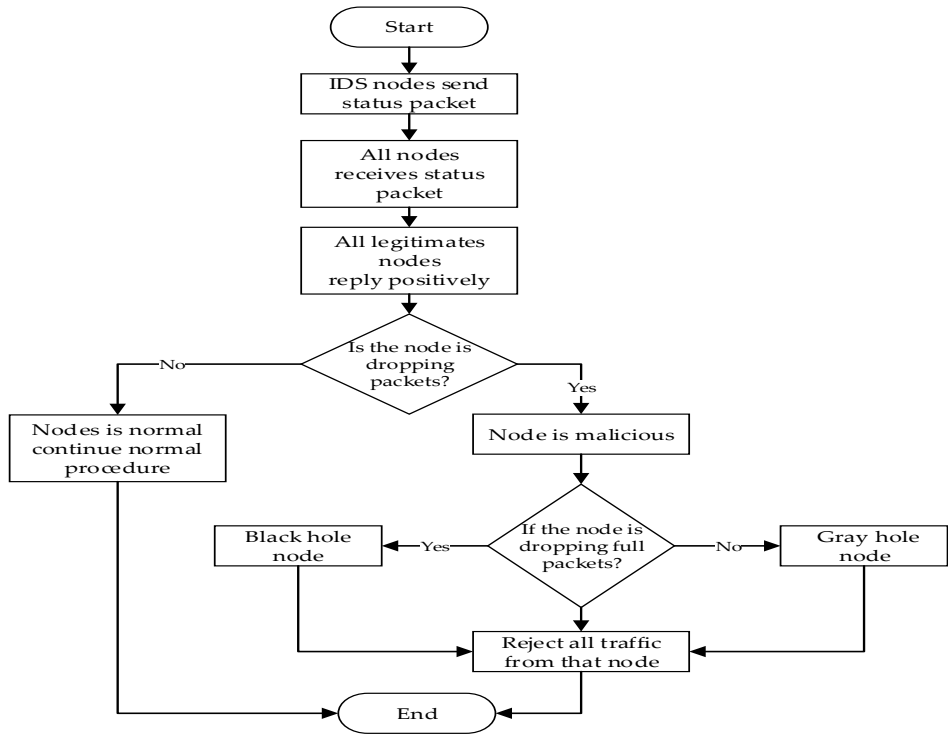 Start
IDS nodes send
status packet
All nodes
receives status
packet
All legitimates
nodes
reply positively
Is the node is
dropping
packets?
No
Yes
Nodes is normal
continue normal
procedure
Node is malicious
If the node is
dropping full
packets?
Yes
No
Black hole
node
Gray hole
node
Reject all traffic
from that node
End